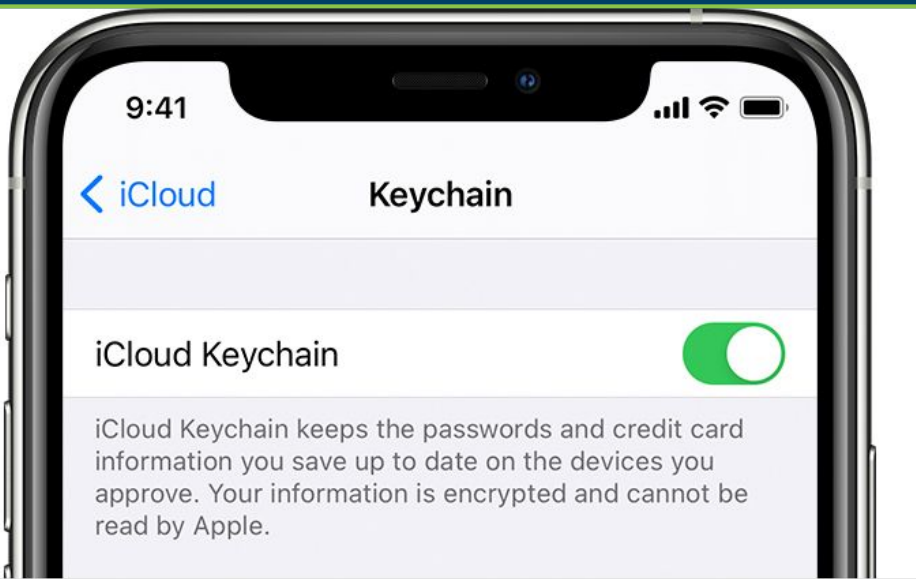 9:41
iCloud
Keychain
iCloud Keychain
iCloud Keychain keeps the passwords and credit card
information you save up to date on the devices you
approve. Your information is encrypted and cannot be
read by Apple.